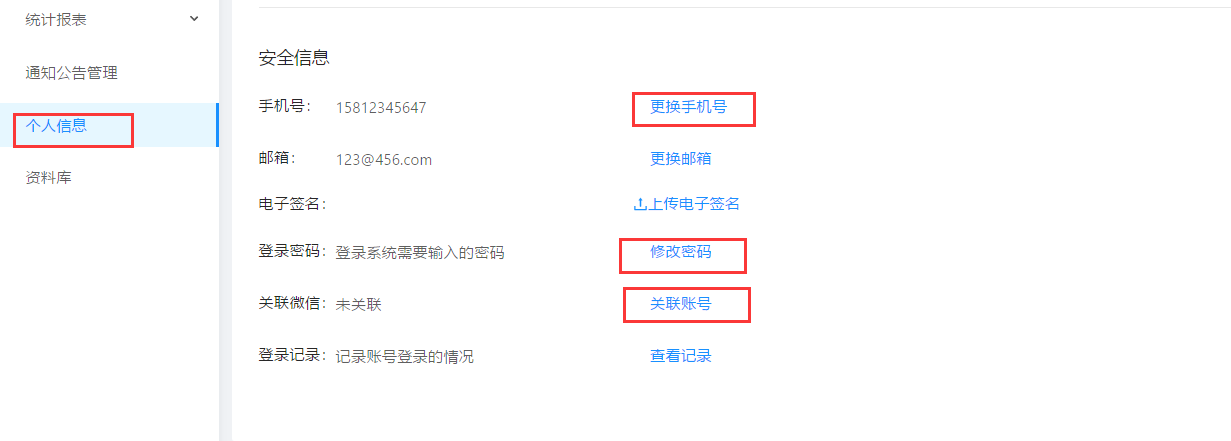 统计报表
通知公告管理
个人信息
资料库
安全信息
手机号： 15812345647 更换手机号
邮箱： 123@456.com 更换邮箱
电子签名： 上传电子签名
登录密码： 登录系统需要输入的密码 修改密码
关联微信： 未关联 关联账号
登录记录： 记录账号登录的情况 查看记录